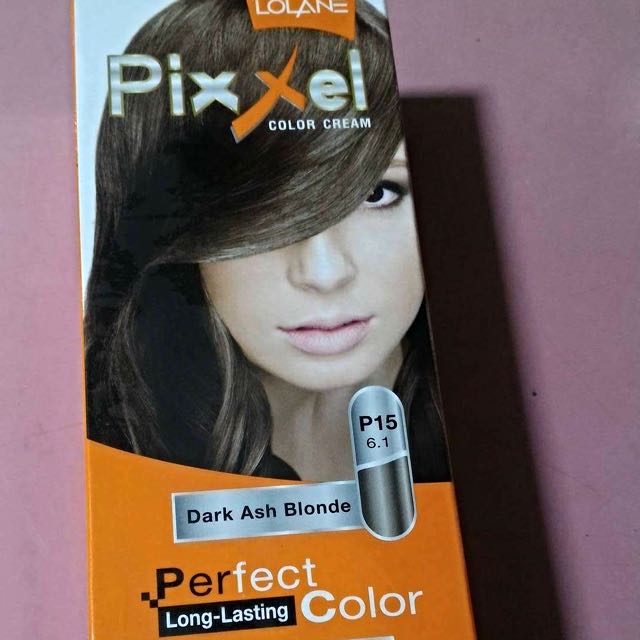 LOLANE
Pixxel
COLOR CREAM
P15
6.1
Dark Ash Blonde
Perfect
Long-Lasting Color